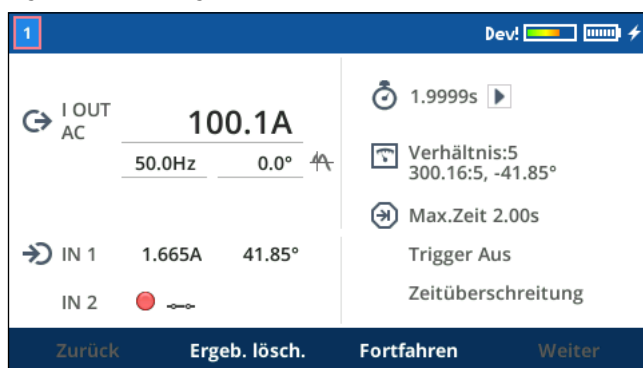 1
Dev!
I OUT
AC
100.1A
50.0Hz 0.0°
IN 1 1.665A 41.85°
IN 2
1.9999s
Verhältnis:5
300.16:5, -41.85°
Max.Zeit 2.00s
Trigger Aus
Zeitüberschreitung
Zurück Ergeb. lösch. Fortfahren Weiter